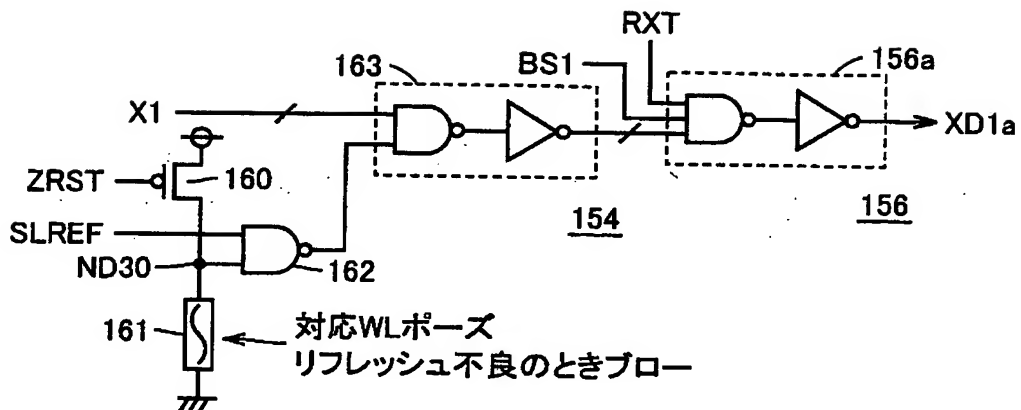 RXT
163
BS1
156a
X1
XD1a
ZRST
160
154
156
SLREF
ND30
162
161
対応WLポーズ
リフレッシュ不良のときブロー